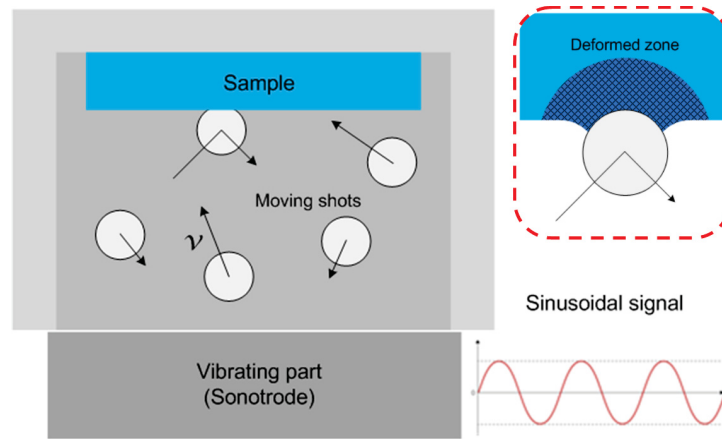 Sample
Deformed zone
Moving shots
𝓋
Sinusoidal signal
Vibrating part
(Sonotrode)
0